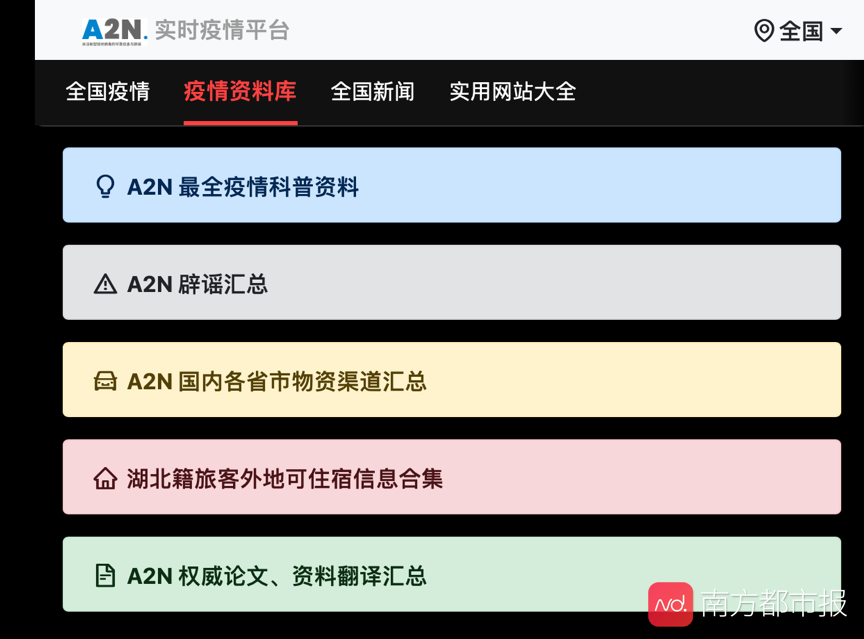 A2N. 实时疫情平台
全国
全国疫情 疫情资料库 全国新闻 实用网站大全
A2N 最全疫情科普资料
A2N 辟谣汇总
A2N 国内各省市物资渠道汇总
湖北籍旅客外地可住宿信息合集
A2N 权威论文、资料翻译汇总
nd. 南方都市报